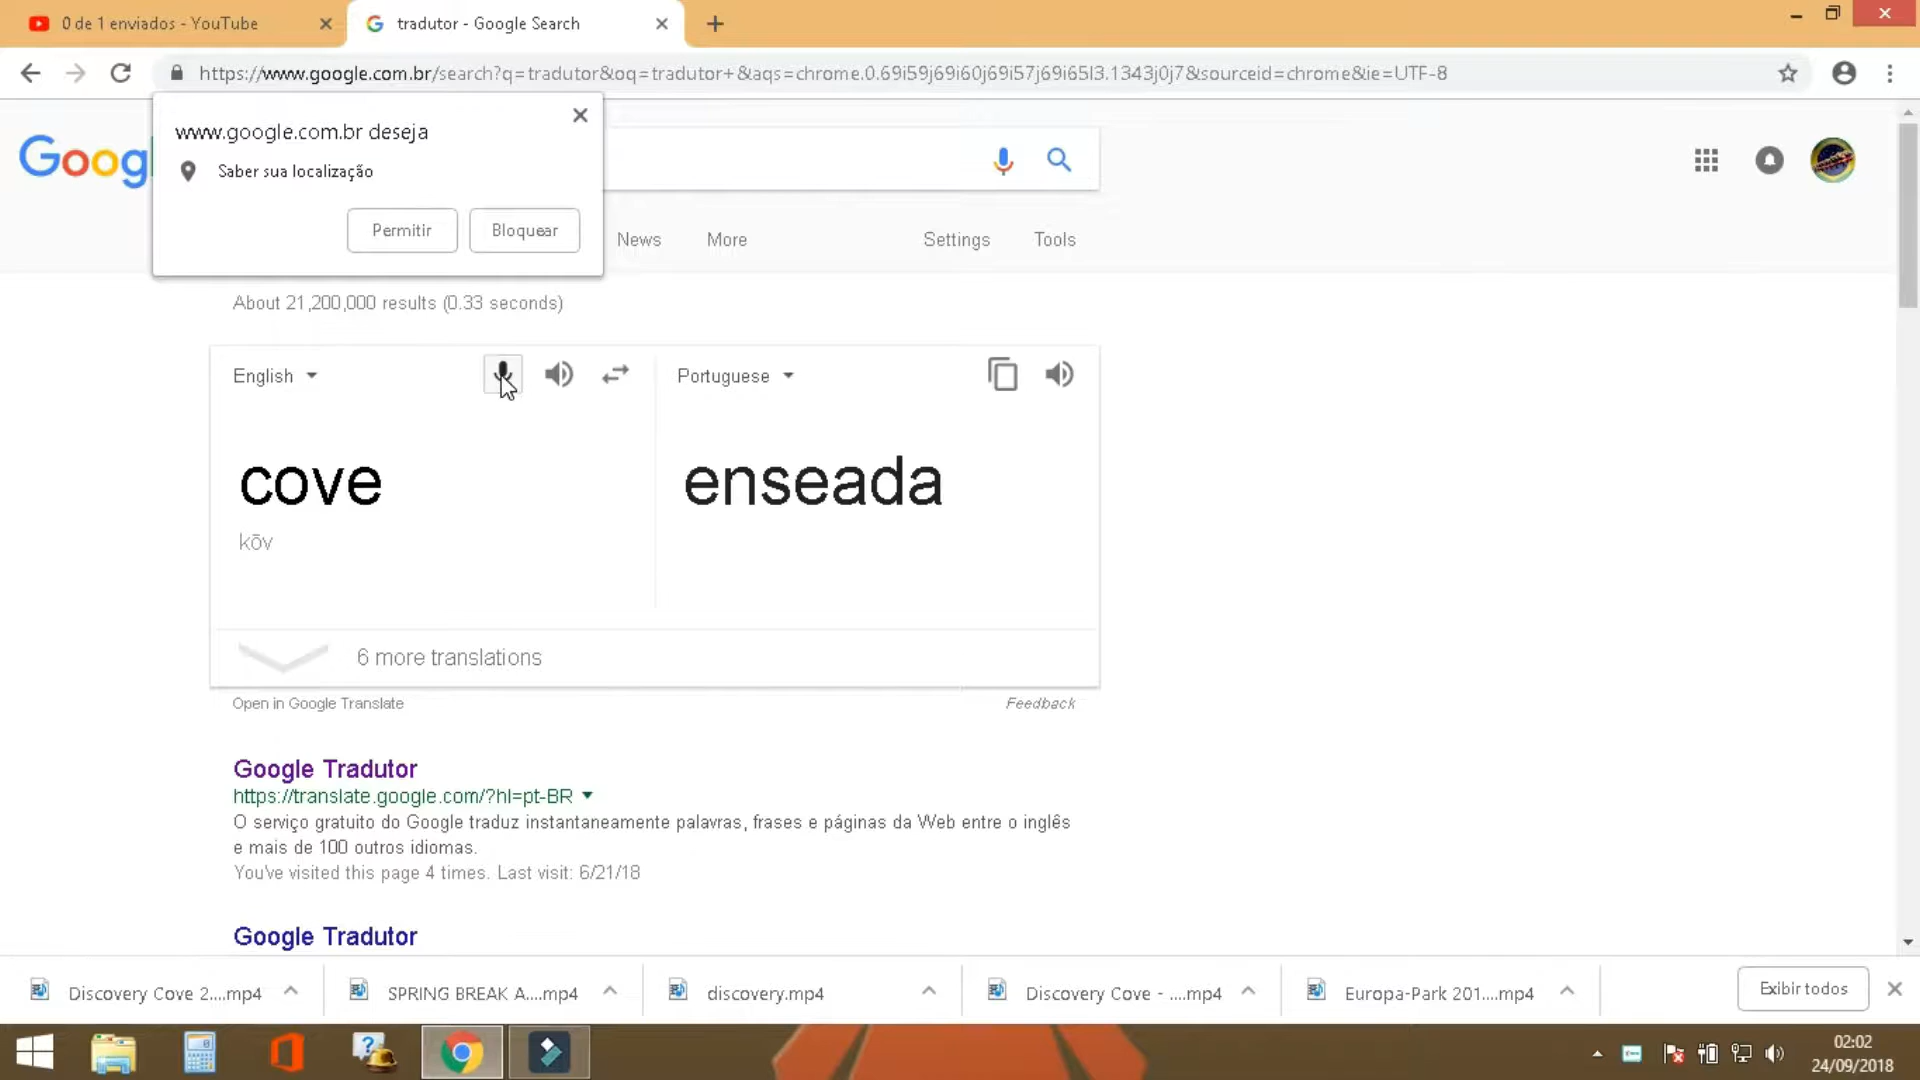 0 de 1 enviados - YouTube
tradutor - Google Search
https://www.google.com.br/search?q=tradutor&oq=tradutor+&aqs=chrome.0.69i59j69i60j69i57j69i65l3.1343j0j7&sourceid=chrome&ie=UTF-8
www.google.com.br deseja
Saber sua localização
Permitir
Bloquear
Goog
News
More
Settings
Tools
About 21,200,000 results (0.33 seconds)
English
Portuguese
cove
enseada
kōv
6 more translations
Open in Google Translate
Feedback
Google Tradutor
https://translate.google.com/?hl=pt-BR
O serviço gratuito do Google traduz instantaneamente palavras, frases e páginas da Web entre o inglês
e mais de 100 outros idiomas.
You've visited this page 4 times. Last visit: 6/21/18
Google Tradutor
Discovery Cove 2....mp4
SPRING BREAK A....mp4
discovery.mp4
Discovery Cove - ....mp4
Europa-Park 201....mp4
Exibir todos
02:02
24/09/2018